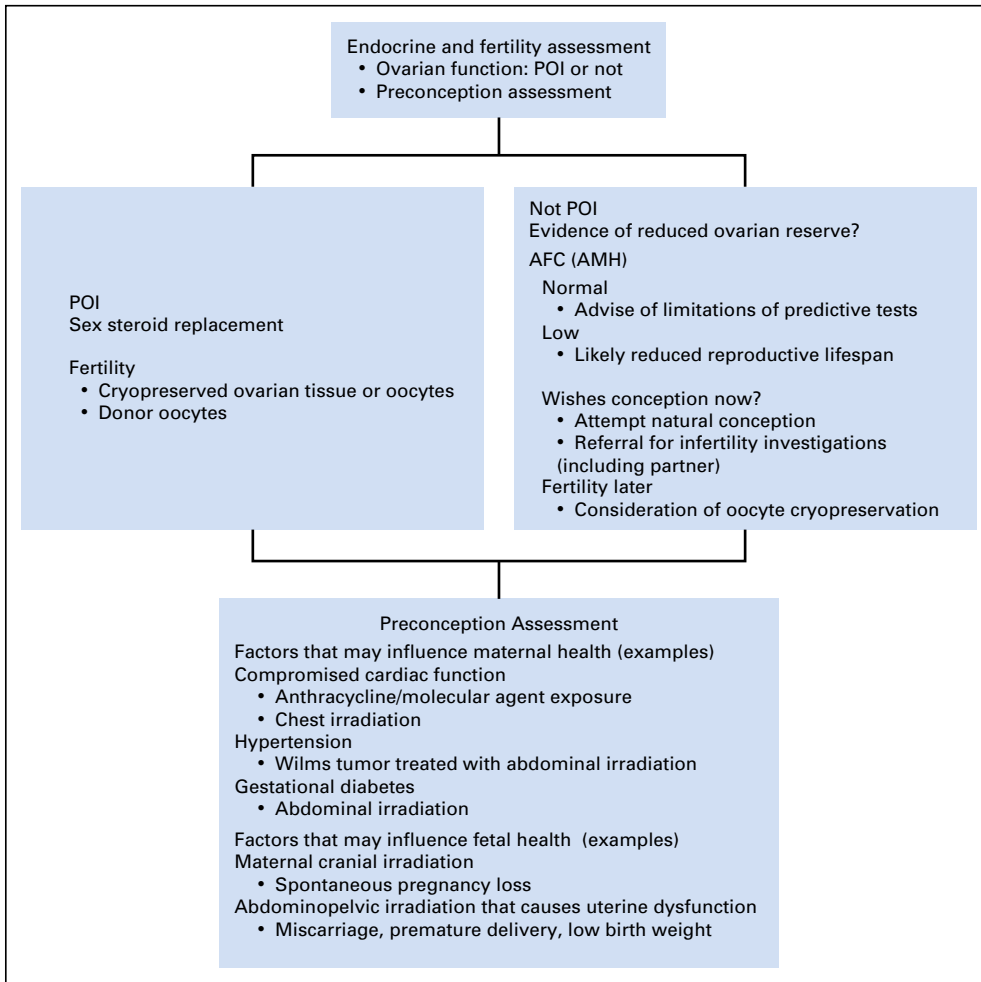 Endocrine and fertility assessment
• Ovarian function: POI or not
• Preconception assessment
POI
Sex steroid replacement
Fertility
• Cryopreserved ovarian tissue or oocytes
• Donor oocytes
Not POI
Evidence of reduced ovarian reserve?
AFC (AMH)
Normal
• Advise of limitations of predictive tests
Low
• Likely reduced reproductive lifespan
Wishes conception now?
• Attempt natural conception
• Referral for infertility investigations
(including partner)
Fertility later
• Consideration of oocyte cryopreservation
Preconception Assessment
Factors that may influence maternal health (examples)
Compromised cardiac function
• Anthracycline/molecular agent exposure
• Chest irradiation
Hypertension
• Wilms tumor treated with abdominal irradiation
Gestational diabetes
• Abdominal irradiation
Factors that may influence fetal health (examples)
Maternal cranial irradiation
• Spontaneous pregnancy loss
Abdominopelvic irradiation that causes uterine dysfunction
• Miscarriage, premature delivery, low birth weight